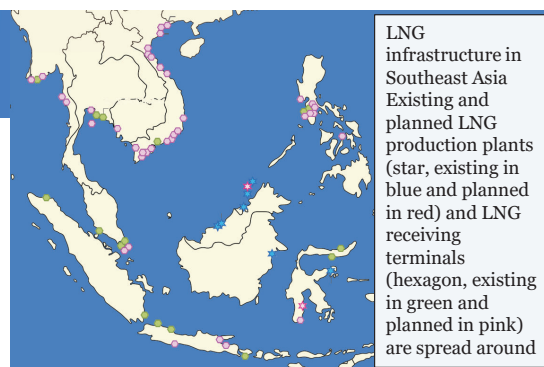 LNG
infrastructure in
Southeast Asia
Existing and
planned LNG
production plants
(star, existing in
blue and planned
in red) and LNG
receiving
terminals
(hexagon, existing
in green and
planned in pink)
are spread around